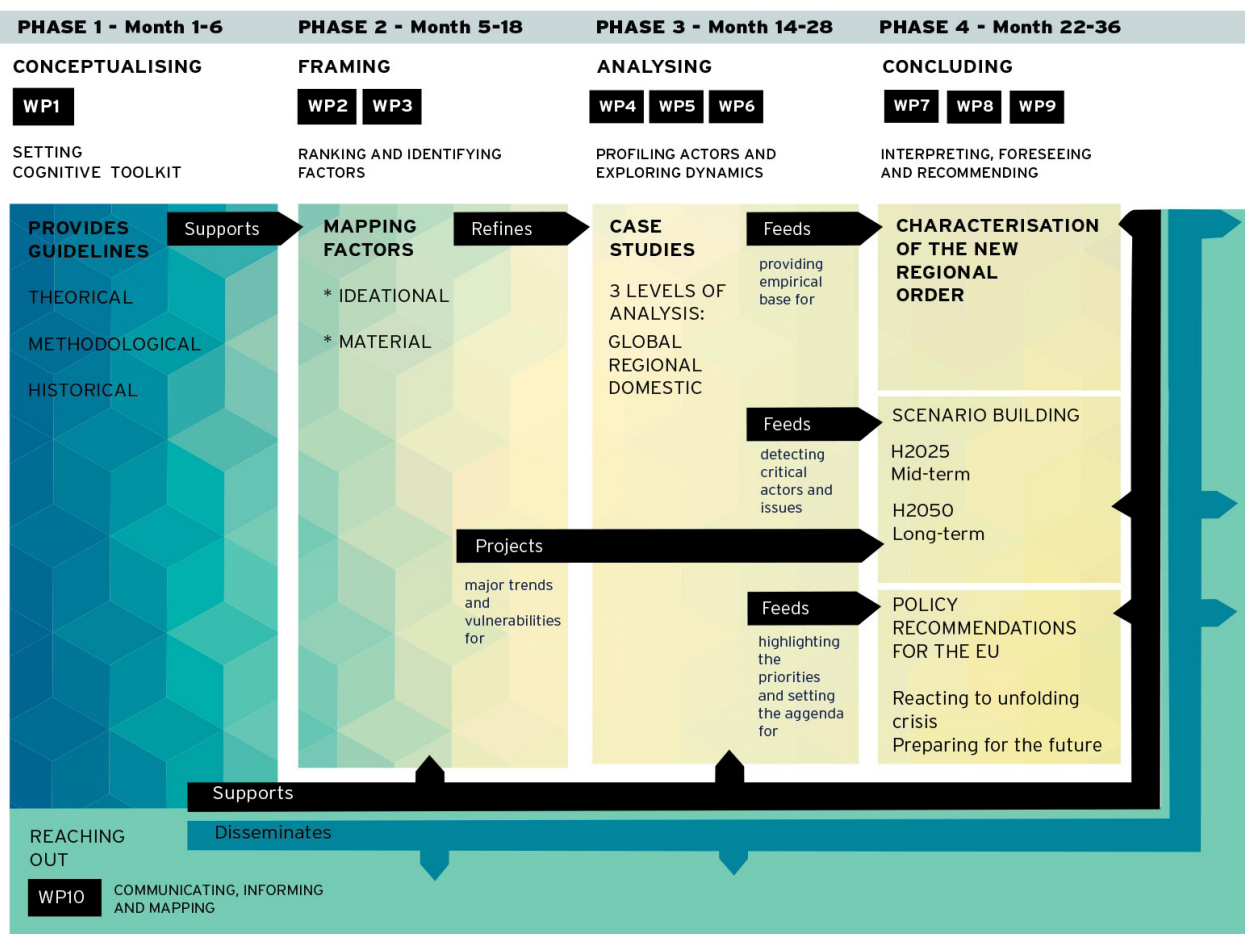 PHASE 1 - Month 1-6
PHASE 2 - Month 5-18
PHASE 3 - Month 14-28
PHASE 4 - Month 22-36
CONCEPTUALISING
FRAMING
ANALYSING
CONCLUDING
WP1
WP2
WP3
WP4
WP5
WP6
WP7
WP8
WP9
SETTING
COGNITIVE TOOLKIT
RANKING AND IDENTIFYING
FACTORS
PROFILING ACTORS AND
EXPLORING DYNAMICS
INTERPRETING, FORESEEING
AND RECOMMENDING
PROVIDES
GUIDELINES
THEORICAL
METHODOLOGICAL
HISTORICAL
Supports
MAPPING
FACTORS
* IDEATIONAL
* MATERIAL
Refines
CASE
STUDIES
3 LEVELS OF
ANALYSIS:
GLOBAL
REGIONAL
DOMESTIC
Feeds
providing
empirical
base for
CHARACTERISATION
OF THE NEW
REGIONAL
ORDER
Feeds
detecting
critical
actors and
issues
SCENARIO BUILDING
H2025
Mid-term
H2050
Long-term
Projects
major trends
and
vulnerabilities
for
Feeds
highlighting
the
priorities
and setting
the aggenda
for
POLICY
RECOMMENDATIONS
FOR THE EU
Reacting to unfolding
crisis
Preparing for the future
Supports
Disseminates
REACHING
OUT
WP10
COMMUNICATING, INFORMING
AND MAPPING